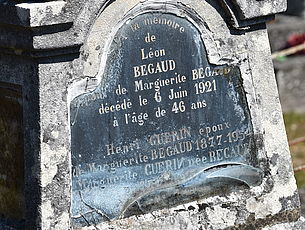 la mémoire
de
Léon
BEGAUD
de Marguerite BEGAUD
décédé le 6 Juin 1921
à l'âge de 46 ans
Henri GUERIN époux
de Marguerite BEGAUD 1877-195
Marguerite GUERIN née BEGAUD